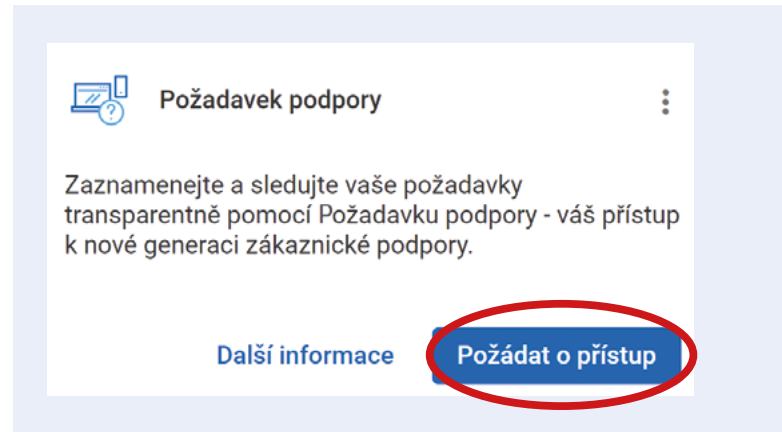 Požadavek podpory
Zaznamenejte a sledujte vaše požadavky
transparentně pomocí Požadavku podpory - váš přístup
k nové generaci zákaznické podpory.
Další informace
Požádat o přístup